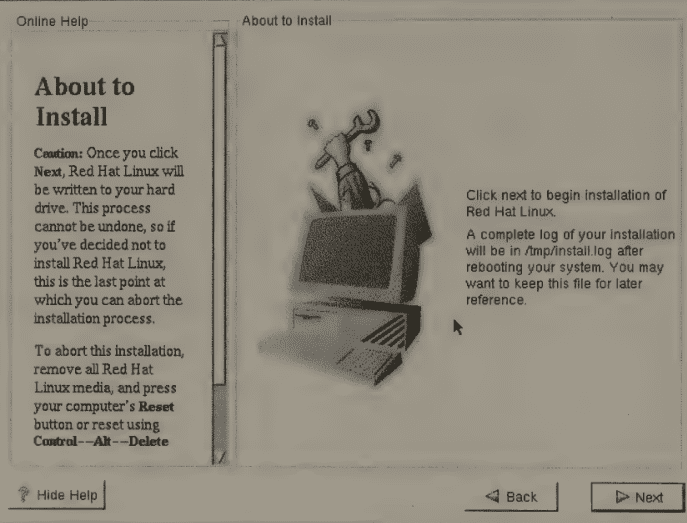 Online Help
About to
Install
Caution: Once you click
Next, Red Hat Linux will
be written to your hard
drive. This process
cannot be undone, so if
you've decided not to
install Red Hat Linux,
this is the last point at
which you can abort the
installation process.
To abort this installation,
remove all Red Hat
Linux media, and press
your computer's Reset
button or reset using
Control--Alt--Delete
About to Install
Click next to begin installation of
Red Hat Linux.
A complete log of your installation
will be in /tmp/install.log after
rebooting your system. You may
want to keep this file for later
reference.
Hide Help
Back
Next